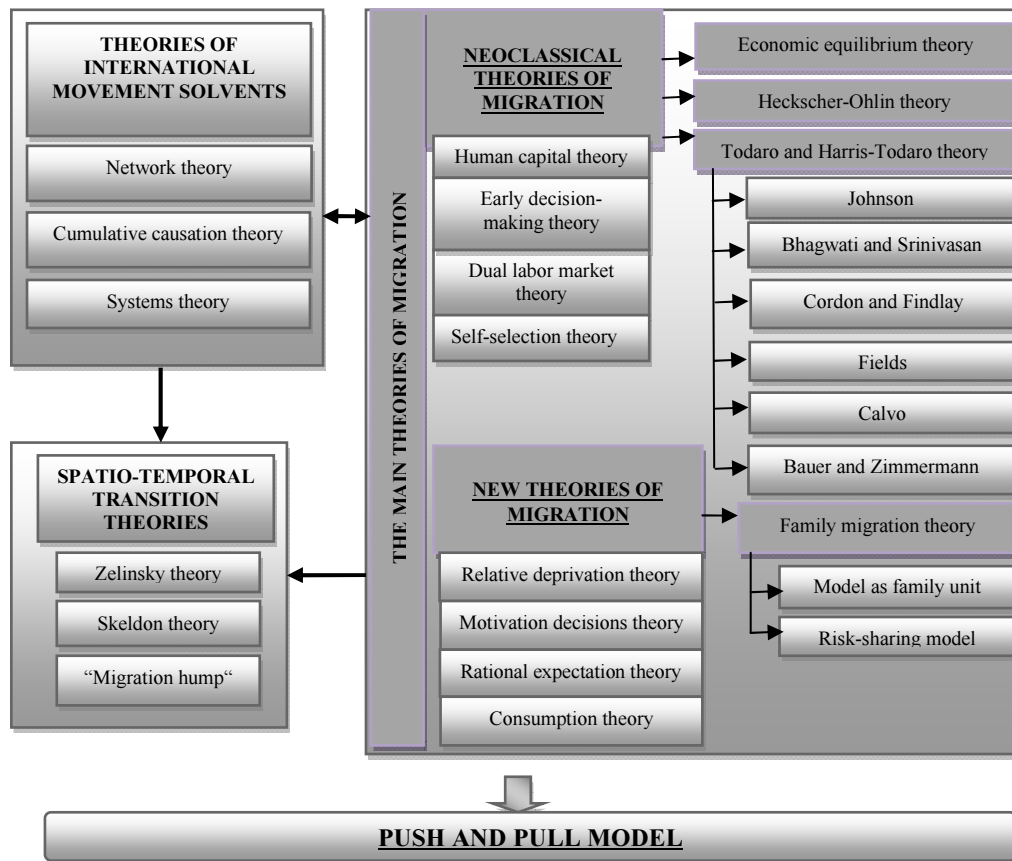 THEORIES OF
INTERNATIONAL
MOVEMENT SOLVENTS
Network theory
Cumulative causation theory
Systems theory
SPATIO-TEMPORAL
TRANSITION
THEORIES
Zelinsky theory
Skeldon theory
“Migration hump“
THE MAIN THEORIES OF MIGRATION
NEOCLASSICAL
THEORIES OF
MIGRATION
Human capital theory
Early decision-
making theory
Dual labor market
theory
Self-selection theory
Economic equilibrium theory
Heckscher-Ohlin theory
Todaro and Harris-Todaro theory
Johnson
Bhagwati and Srinivasan
Cordon and Findlay
Fields
Calvo
Bauer and Zimmermann
NEW THEORIES OF
MIGRATION
Relative deprivation theory
Motivation decisions theory
Rational expectation theory
Consumption theory
Family migration theory
Model as family unit
Risk-sharing model
PUSH AND PULL MODEL